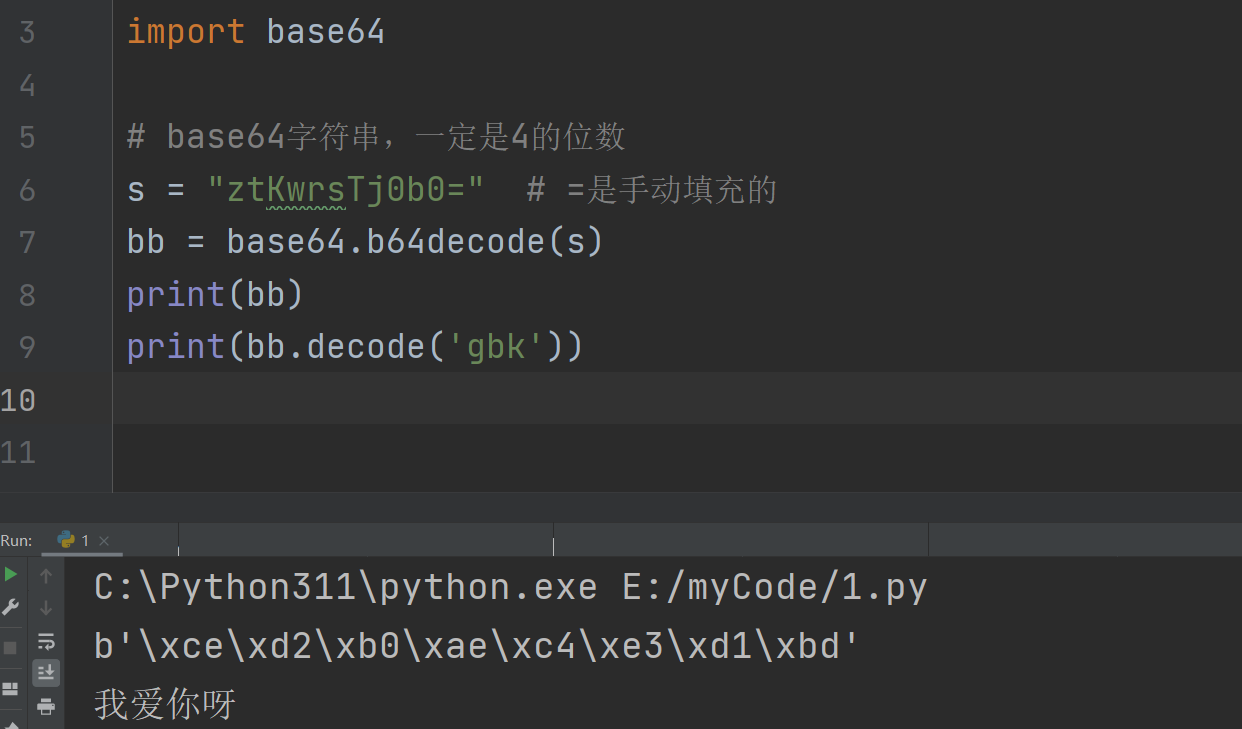 3 import base64
4
5 # base64字符串，一定是4的位数
6 s = "ztKwrsTj0b0=" # =是手动填充的
7 bb = base64.b64decode(s)
8 print(bb)
9 print(bb.decode('gbk'))
10
11
Run: 1
C:\Python311\python.exe E:/myCode/1.py
b'\xce\xd2\xb0\xae\xc4\xe3\xd1\xbd'
我爱你呀